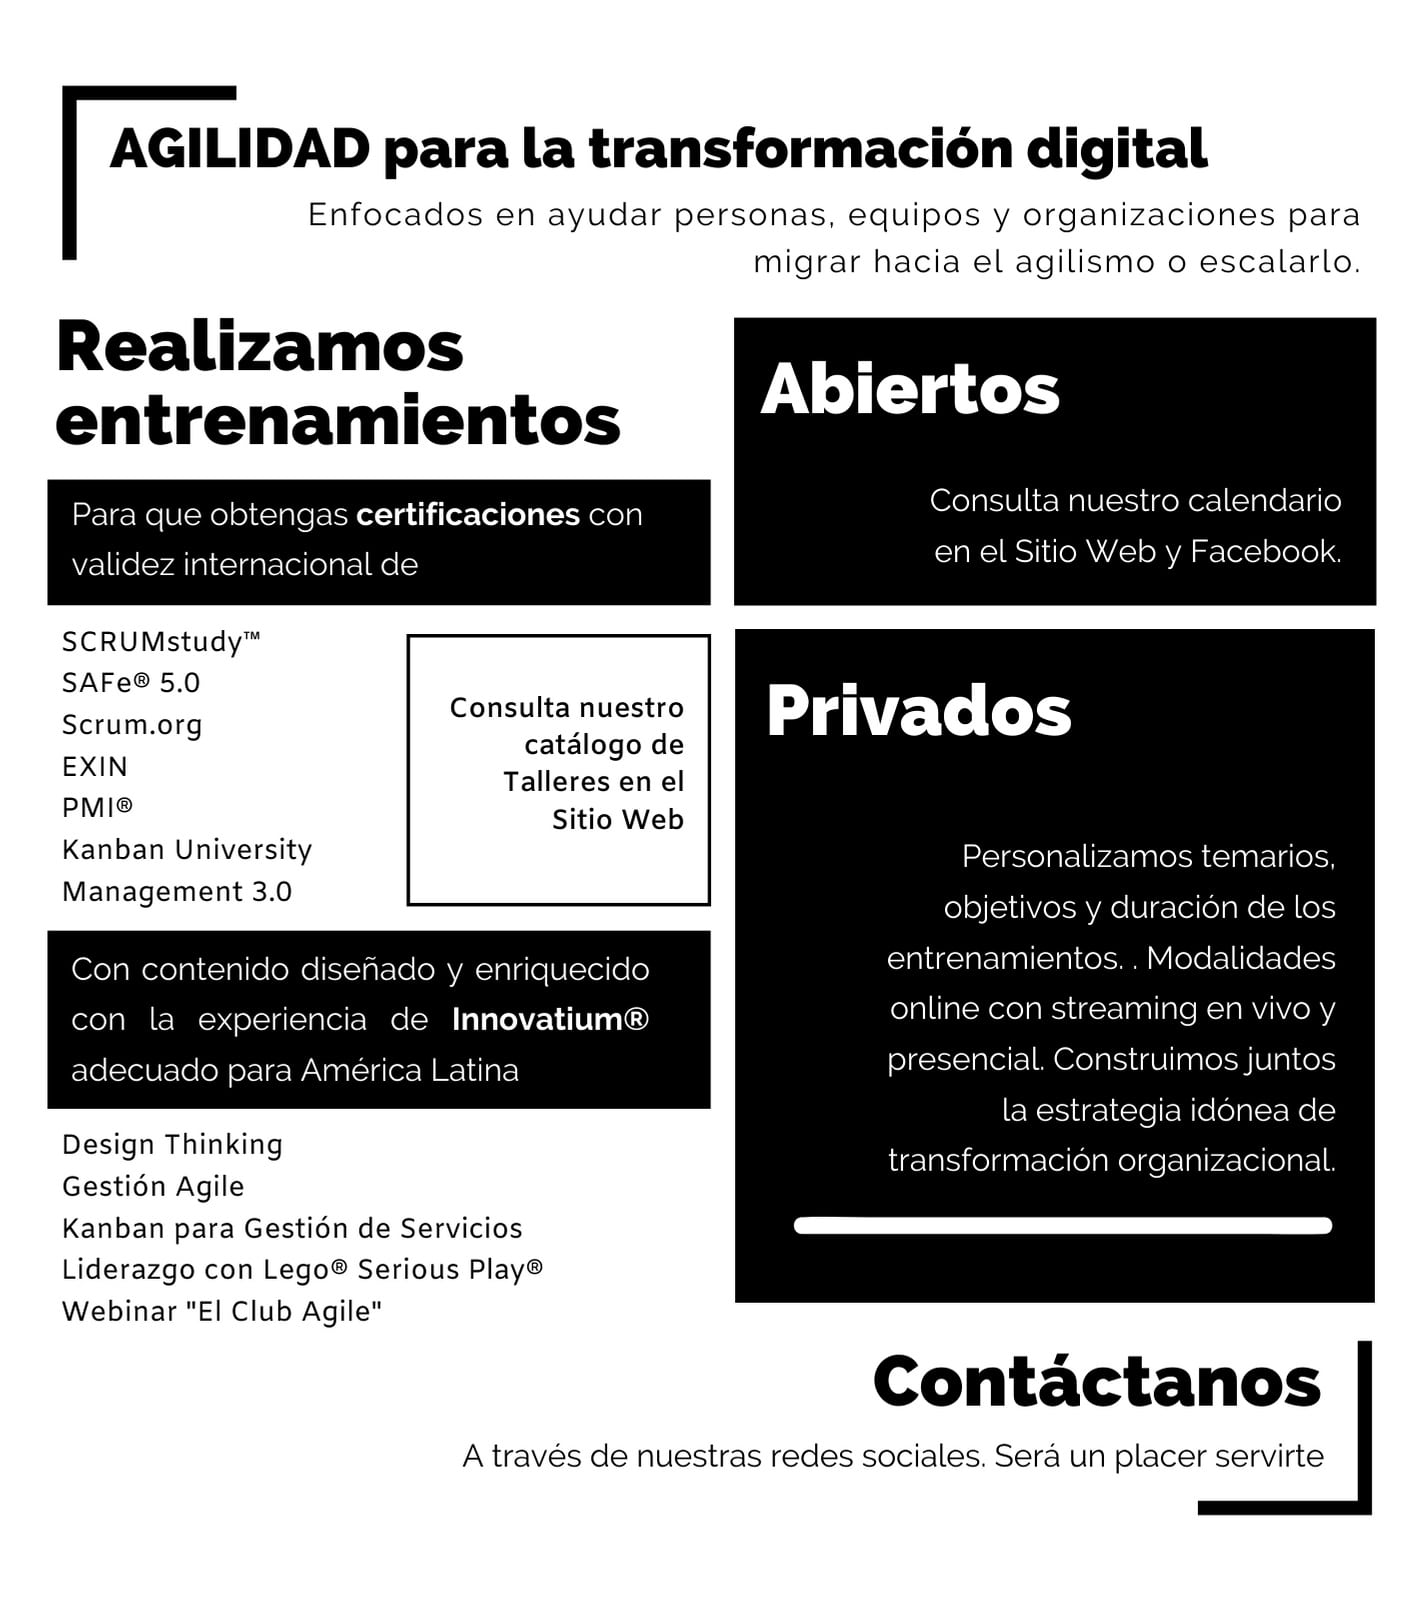 AGILIDAD para la transformación digital
Enfocados en ayudar personas, equipos y organizaciones para
migrar hacia el agilismo o escalarlo.
Realizamos
entrenamientos
Para que obtengas certificaciones con
validez internacional de
SCRUMstudy™
SAFe® 5.0
Scrum.org
EXIN
PMI®
Kanban University
Management 3.0
Consulta nuestro
catálogo de
Talleres en el
Sitio Web
Con contenido diseñado y enriquecido
con la experiencia de Innovatium®
adecuado para América Latina
Design Thinking
Gestión Agile
Kanban para Gestión de Servicios
Liderazgo con Lego® Serious Play®
Webinar "El Club Agile"
Abiertos
Consulta nuestro calendario
en el Sitio Web y Facebook.
Privados
Personalizamos temarios,
objetivos y duración de los
entrenamientos. . Modalidades
online con streaming en vivo y
presencial. Construimos juntos
la estrategia idónea de
transformación organizacional.
Contáctanos
A través de nuestras redes sociales. Será un placer servirte